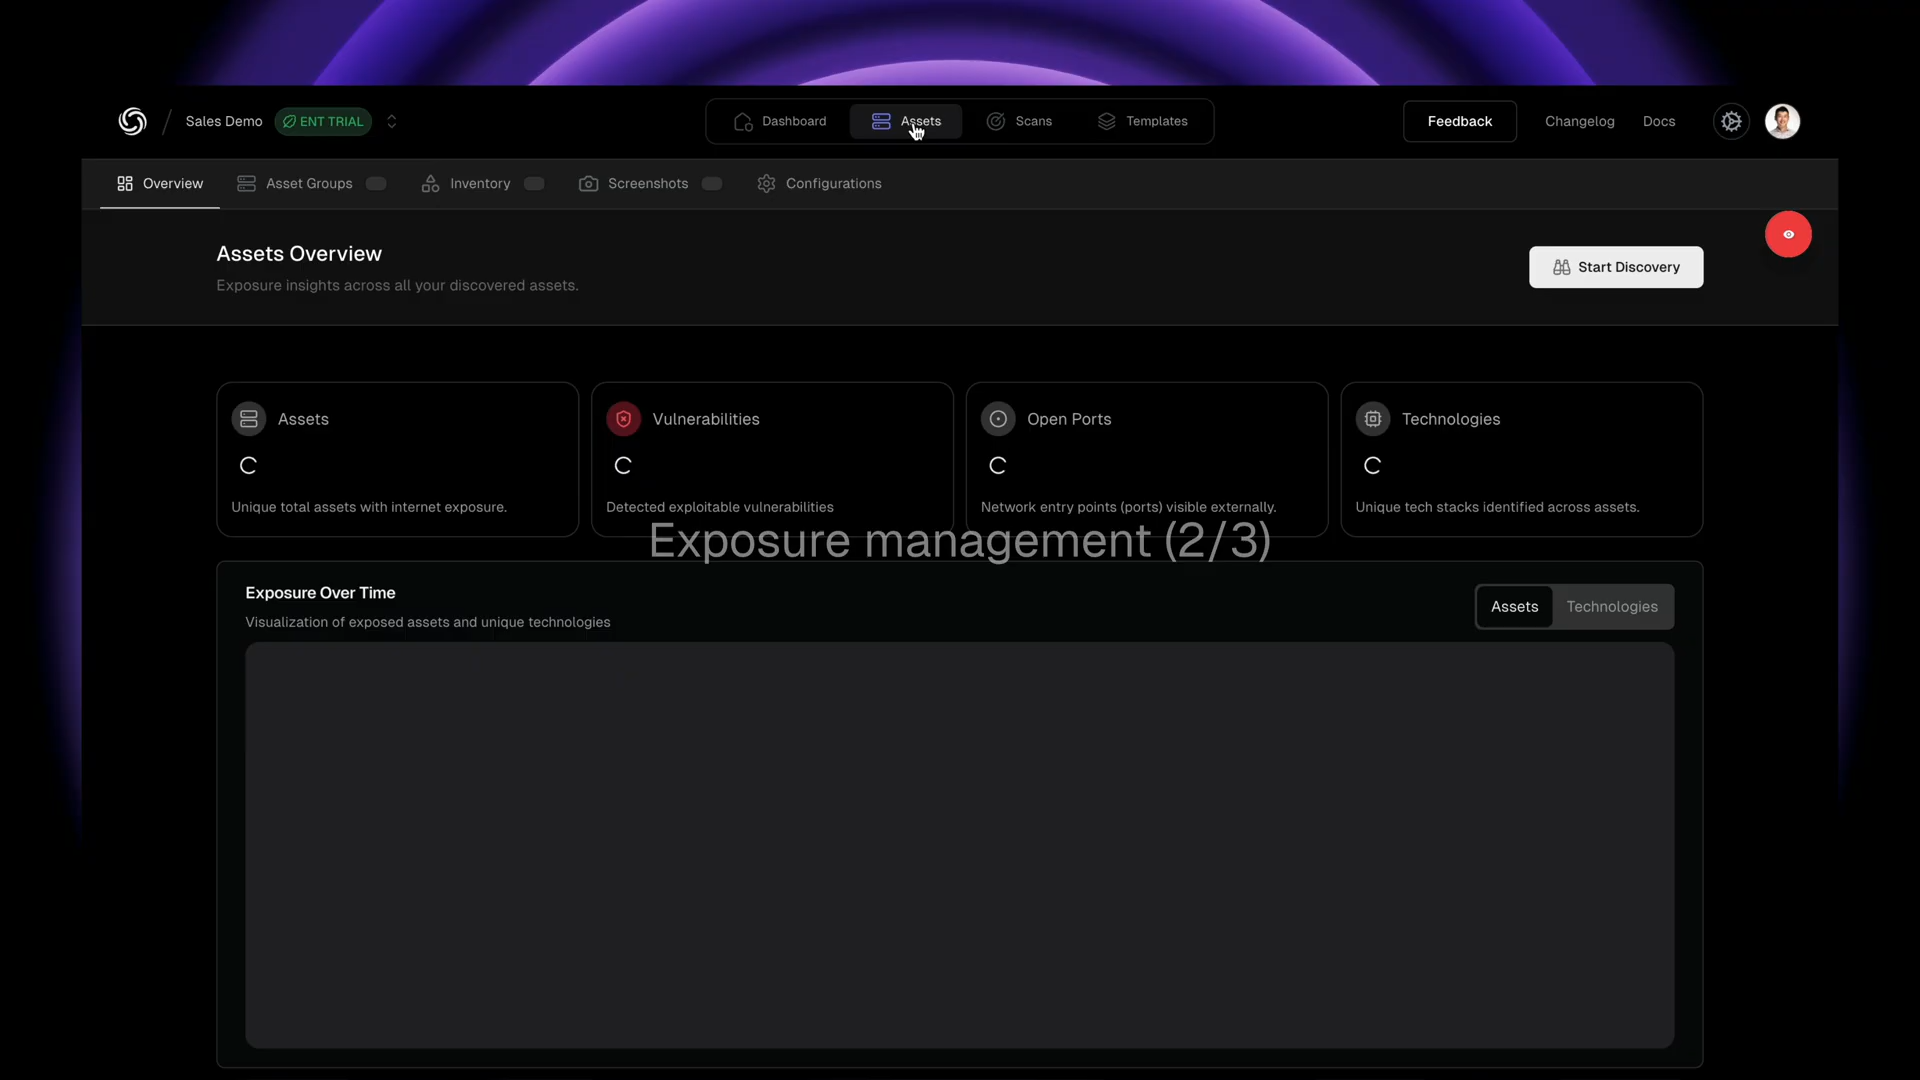 Sales Demo ENT TRIAL Dashboard Assets Scans Templates Feedback Changelog Docs
Overview Asset Groups Inventory Screenshots Configurations
Assets Overview
Exposure insights across all your discovered assets.
Start Discovery
Assets
Unique total assets with internet exposure.
Vulnerabilities
Detected exploitable vulnerabilities
Open Ports
Network entry points (ports) visible externally.
Technologies
Unique tech stacks identified across assets.
Exposure management (2/3)
Exposure Over Time
Visualization of exposed assets and unique technologies
Assets Technologies